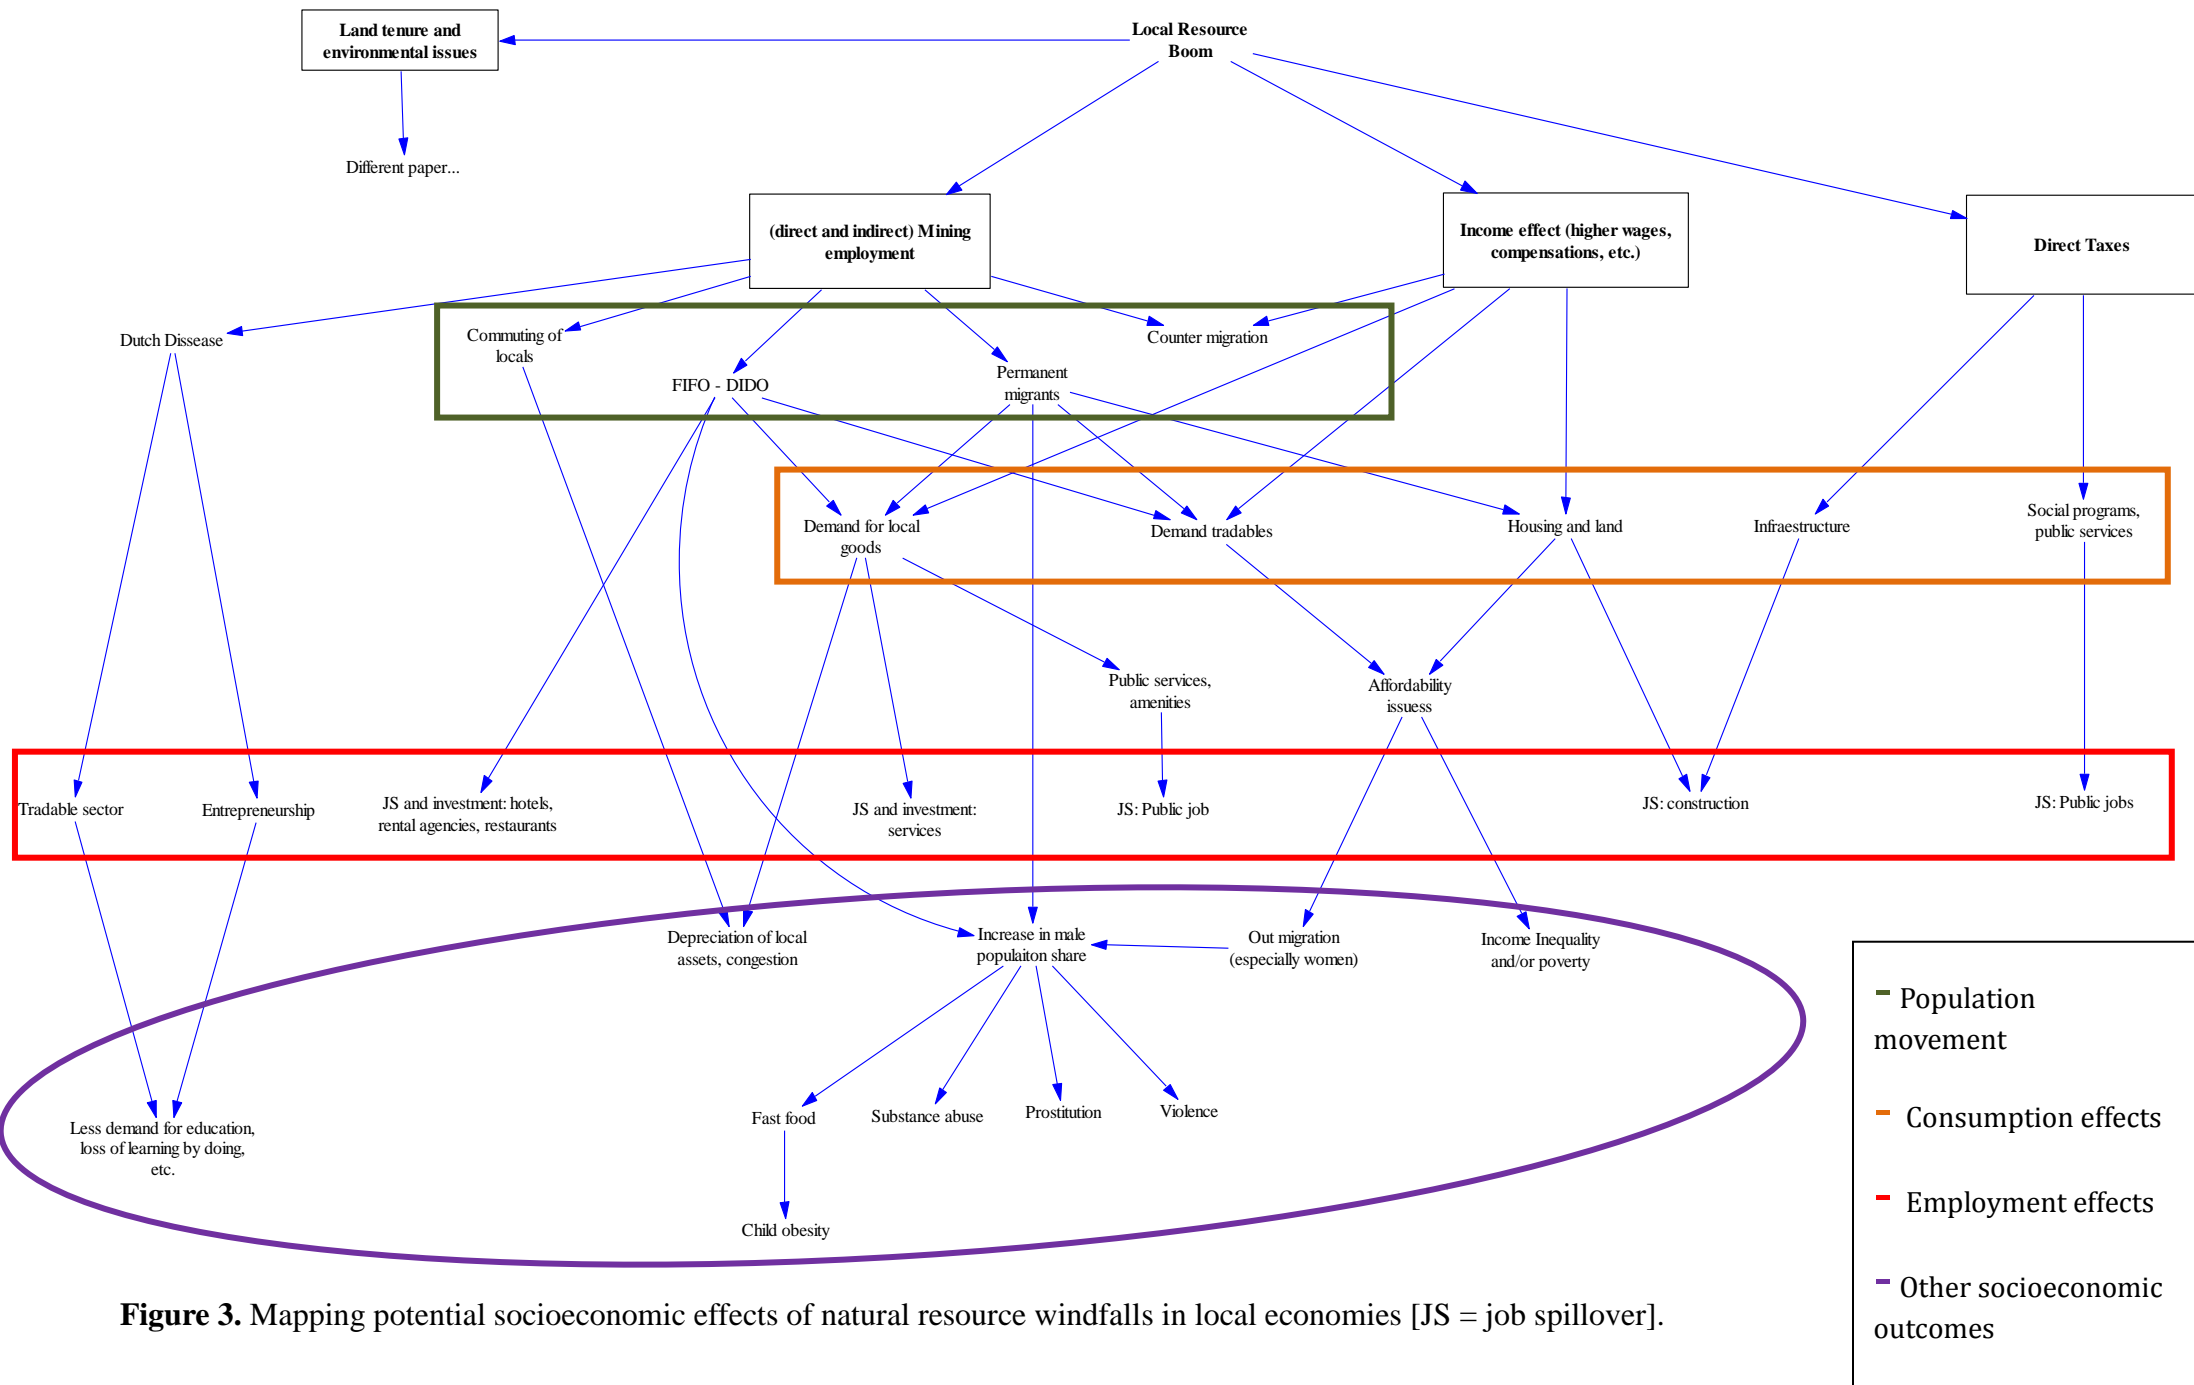 Land tenure and
environmental issues
Local Resource
Boom
Different paper...
(direct and indirect) Mining
employment
Income effect (higher wages,
compensations, etc.)
Direct Taxes
Dutch Dissease
Commuting of
locals
FIFO - DIDO
Permanent
migrants
Counter migration
Demand for local
goods
Demand tradables
Housing and land
Infraestructure
Social programs,
public services
Public services,
amenities
Affordability
issuess
Tradable sector
Entrepreneurship
JS and investment: hotels,
rental agencies, restaurants
JS and investment:
services
JS: Public job
JS: construction
JS: Public jobs
Depreciation of local
assets, congestion
Increase in male
populaiton share
Out migration
(especially women)
Income Inequality
and/or poverty
Less demand for education,
loss of learning by doing,
etc.
Fast food
Substance abuse
Prostitution
Violence
Child obesity
- Population
movement
- Consumption effects
- Employment effects
- Other socioeconomic
outcomes
Figure 3. Mapping potential socioeconomic effects of natural resource windfalls in local economies [JS = job spillover].